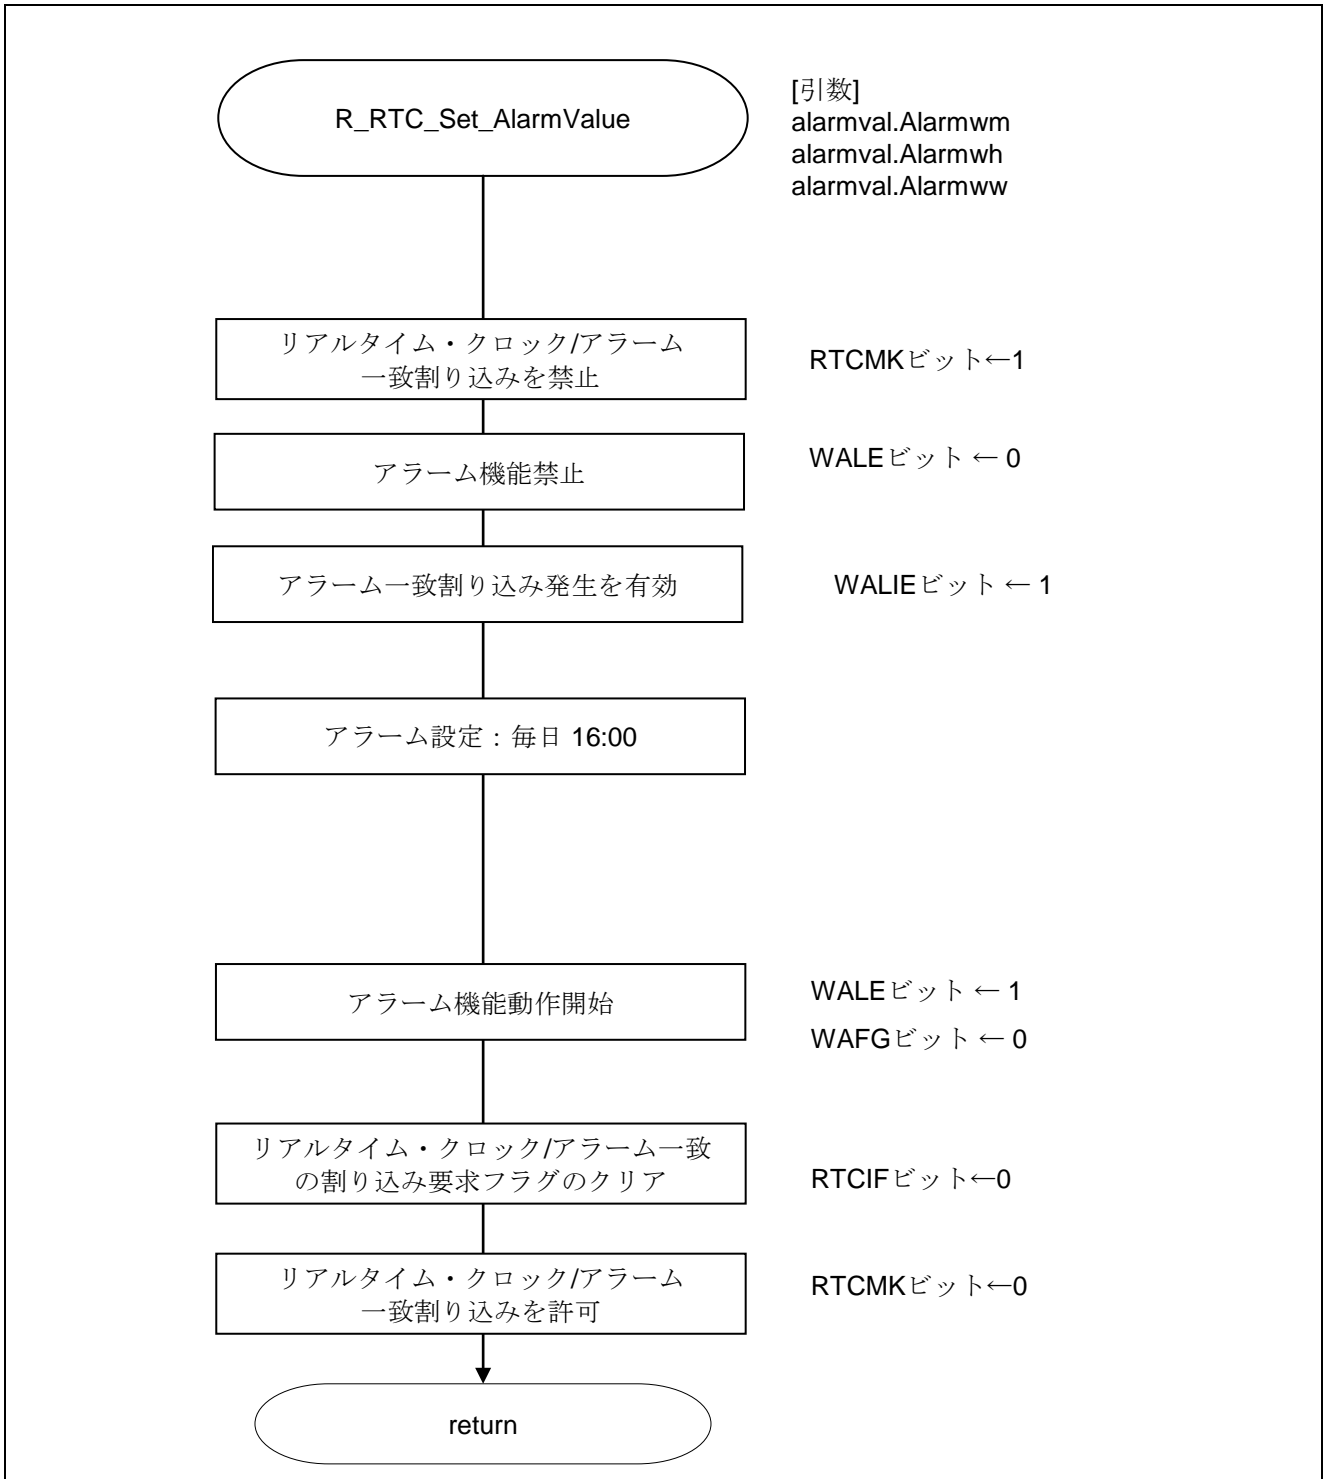 R_RTC_Set_AlarmValue
[引数]
alarmval.Alarmwm
alarmval.Alarmwh
alarmval.Alarmww
リアルタイム・クロック/アラーム
一致割り込みを禁止
RTCMKビット←1
アラーム機能禁止
WALEビット ← 0
アラーム一致割り込み発生を有効
WALIEビット ← 1
アラーム設定：毎日 16:00
アラーム機能動作開始
WALEビット ← 1
WAFGビット ← 0
リアルタイム・クロック/アラーム一致
の割り込み要求フラグのクリア
RTCIFビット←0
リアルタイム・クロック/アラーム
一致割り込みを許可
RTCMKビット←0
return